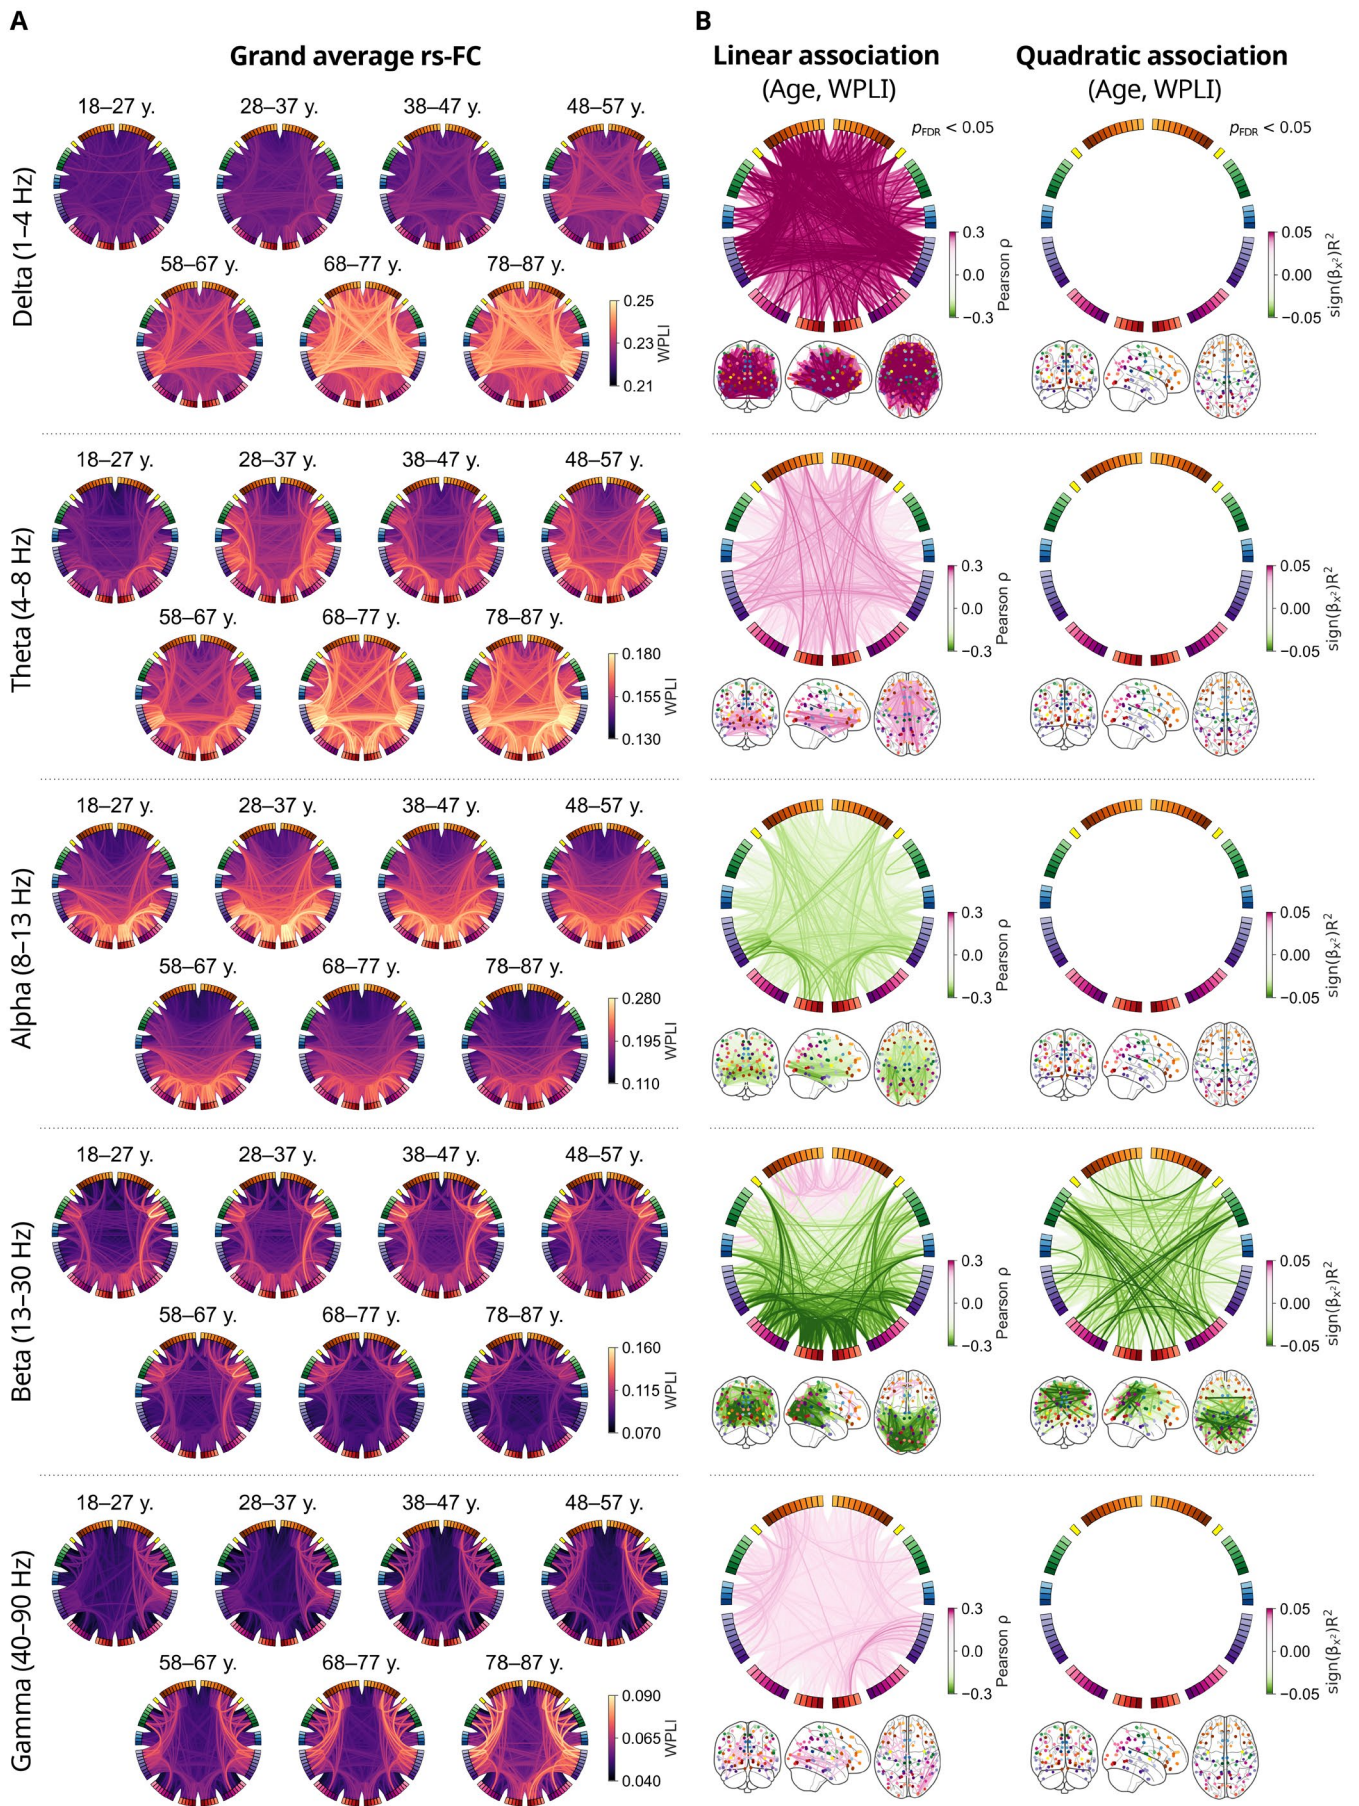 A
B
Grand average rs-FC
Linear association
(Age, WPLI)
Quadratic association
(Age, WPLI)
Delta (1–4 Hz)
18–27 y.
28–37 y.
38–47 y.
48–57 y.
58–67 y.
68–77 y.
78–87 y.
0.25
0.23
0.21
WPLI
pFDR < 0.05
0.3
0.0
−0.3
Pearson ρ
pFDR < 0.05
0.05
0.00
−0.05
sign(βx²)R²
Theta (4–8 Hz)
18–27 y.
28–37 y.
38–47 y.
48–57 y.
58–67 y.
68–77 y.
78–87 y.
0.180
0.155
0.130
WPLI
0.3
0.0
−0.3
Pearson ρ
0.05
0.00
−0.05
sign(βx²)R²
Alpha (8–13 Hz)
18–27 y.
28–37 y.
38–47 y.
48–57 y.
58–67 y.
68–77 y.
78–87 y.
0.280
0.195
0.110
WPLI
0.3
0.0
−0.3
Pearson ρ
0.05
0.00
−0.05
sign(βx²)R²
Beta (13–30 Hz)
18–27 y.
28–37 y.
38–47 y.
48–57 y.
58–67 y.
68–77 y.
78–87 y.
0.160
0.115
0.070
WPLI
0.3
0.0
−0.3
Pearson ρ
0.05
0.00
−0.05
sign(βx²)R²
Gamma (40–90 Hz)
18–27 y.
28–37 y.
38–47 y.
48–57 y.
58–67 y.
68–77 y.
78–87 y.
0.090
0.065
0.040
WPLI
0.3
0.0
−0.3
Pearson ρ
0.05
0.00
−0.05
sign(βx²)R²